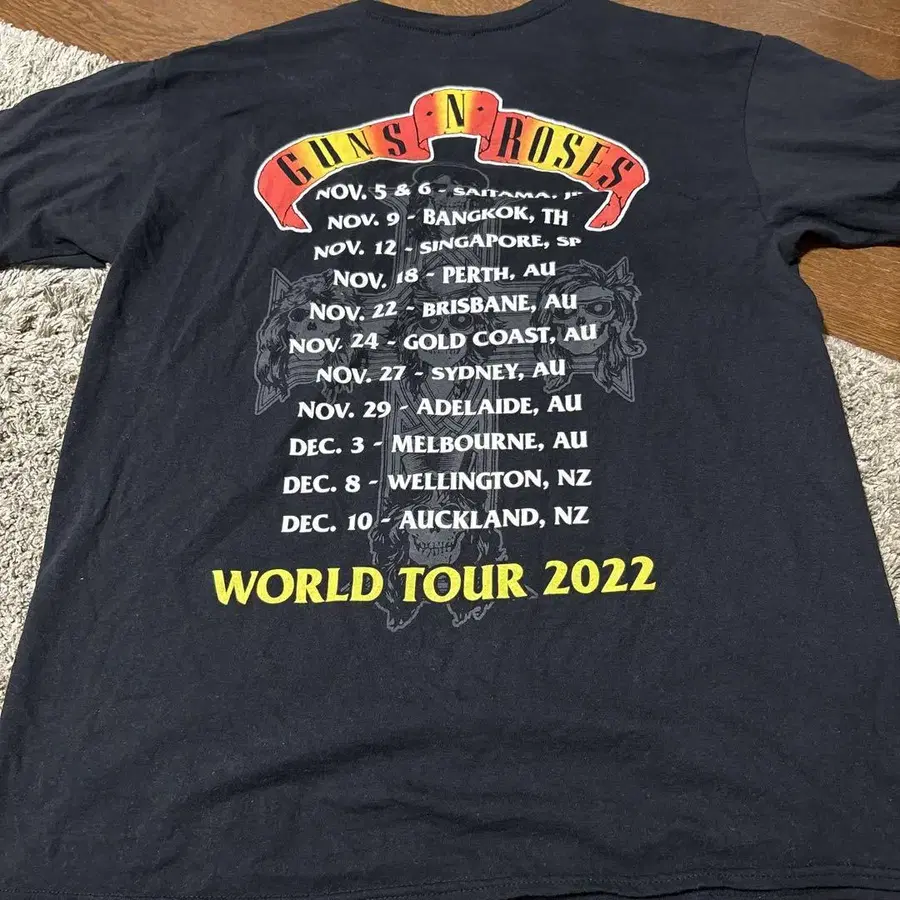 GUNS N ROSES
NOV. 5 & 6 - SAITAMA, JP
NOV. 9 - BANGKOK, TH
NOV. 12 - SINGAPORE, SP
NOV. 18 - PERTH, AU
NOV. 22 - BRISBANE, AU
NOV. 24 - GOLD COAST, AU
NOV. 27 - SYDNEY, AU
NOV. 29 - ADELAIDE, AU
DEC. 3 - MELBOURNE, AU
DEC. 8 - WELLINGTON, NZ
DEC. 10 - AUCKLAND, NZ
WORLD TOUR 2022